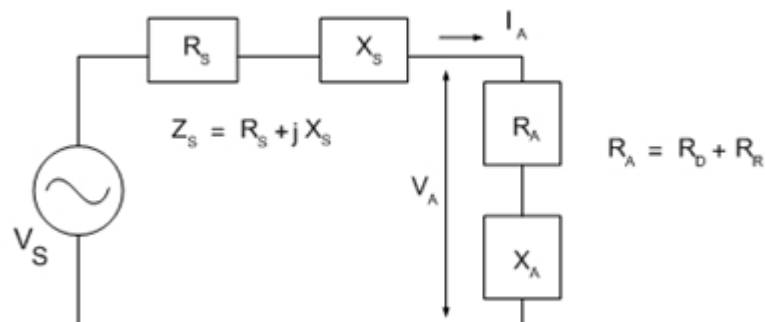 I_A
R_S
X_S
Z_S = R_S + j X_S
R_A
R_A = R_D + R_R
V_A
V_S
X_A